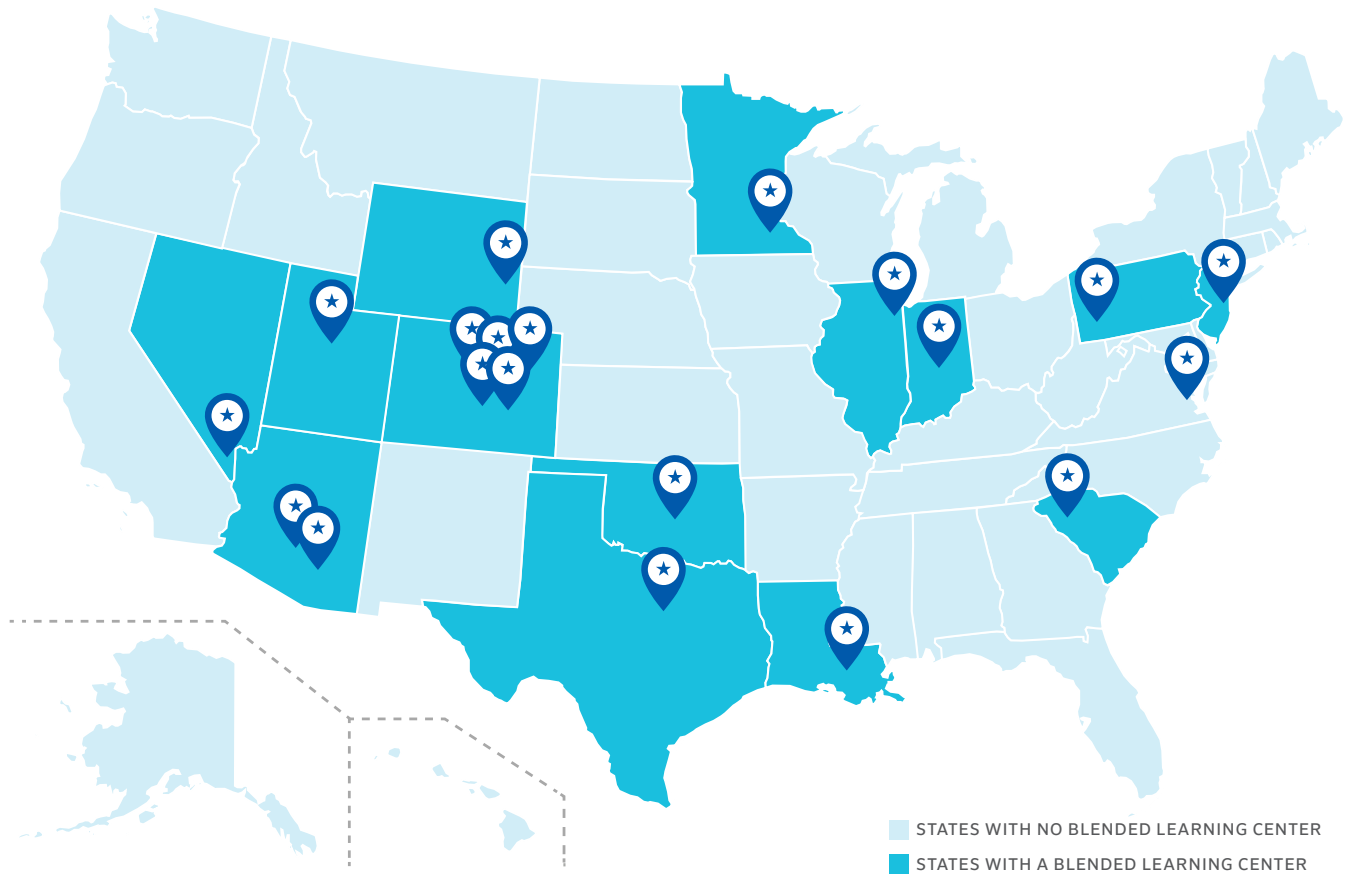 STATES WITH NO BLENDED LEARNING CENTER
STATES WITH A BLENDED LEARNING CENTER